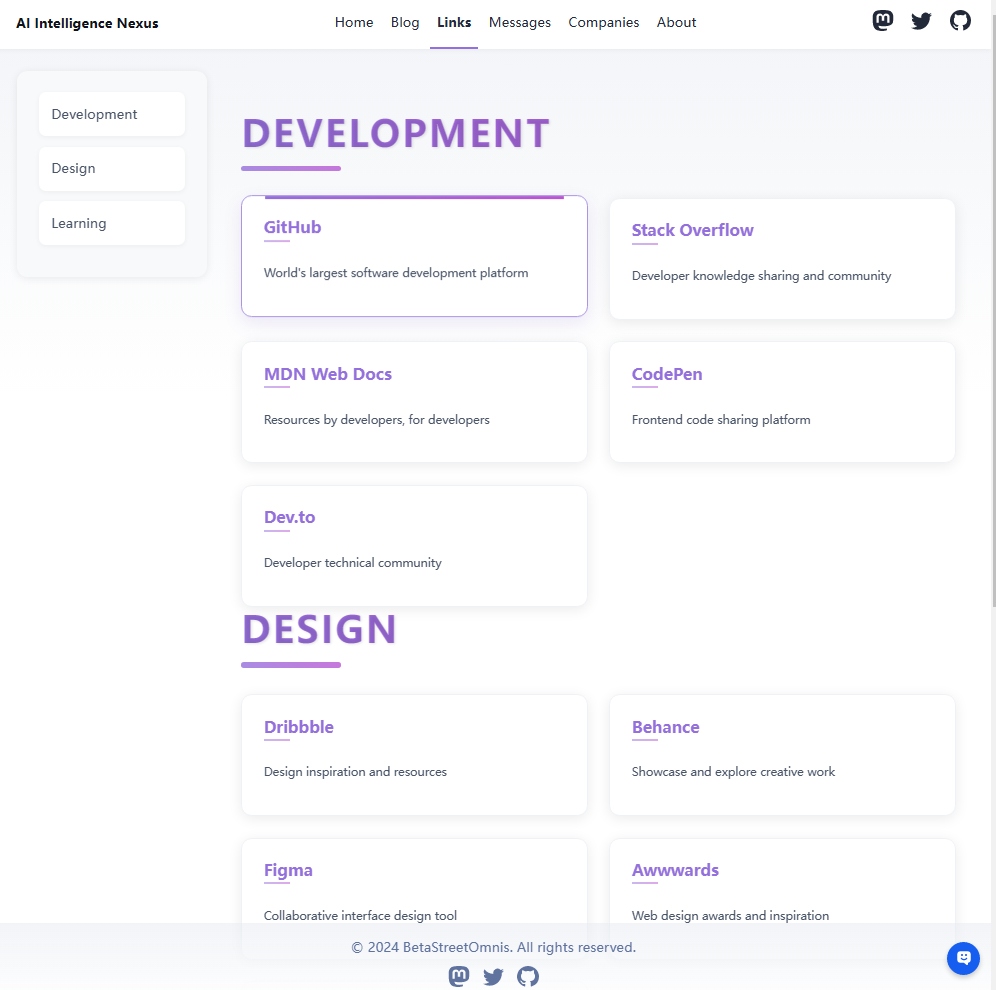 AI Intelligence Nexus
Home Blog Links Messages Companies About
Development
Design
Learning
DEVELOPMENT
GitHub
World's largest software development platform
Stack Overflow
Developer knowledge sharing and community
MDN Web Docs
Resources by developers, for developers
CodePen
Frontend code sharing platform
Dev.to
Developer technical community
DESIGN
Dribbble
Design inspiration and resources
Behance
Showcase and explore creative work
Figma
Collaborative interface design tool
Awwwards
Web design awards and inspiration
© 2024 BetaStreetOmnis. All rights reserved.